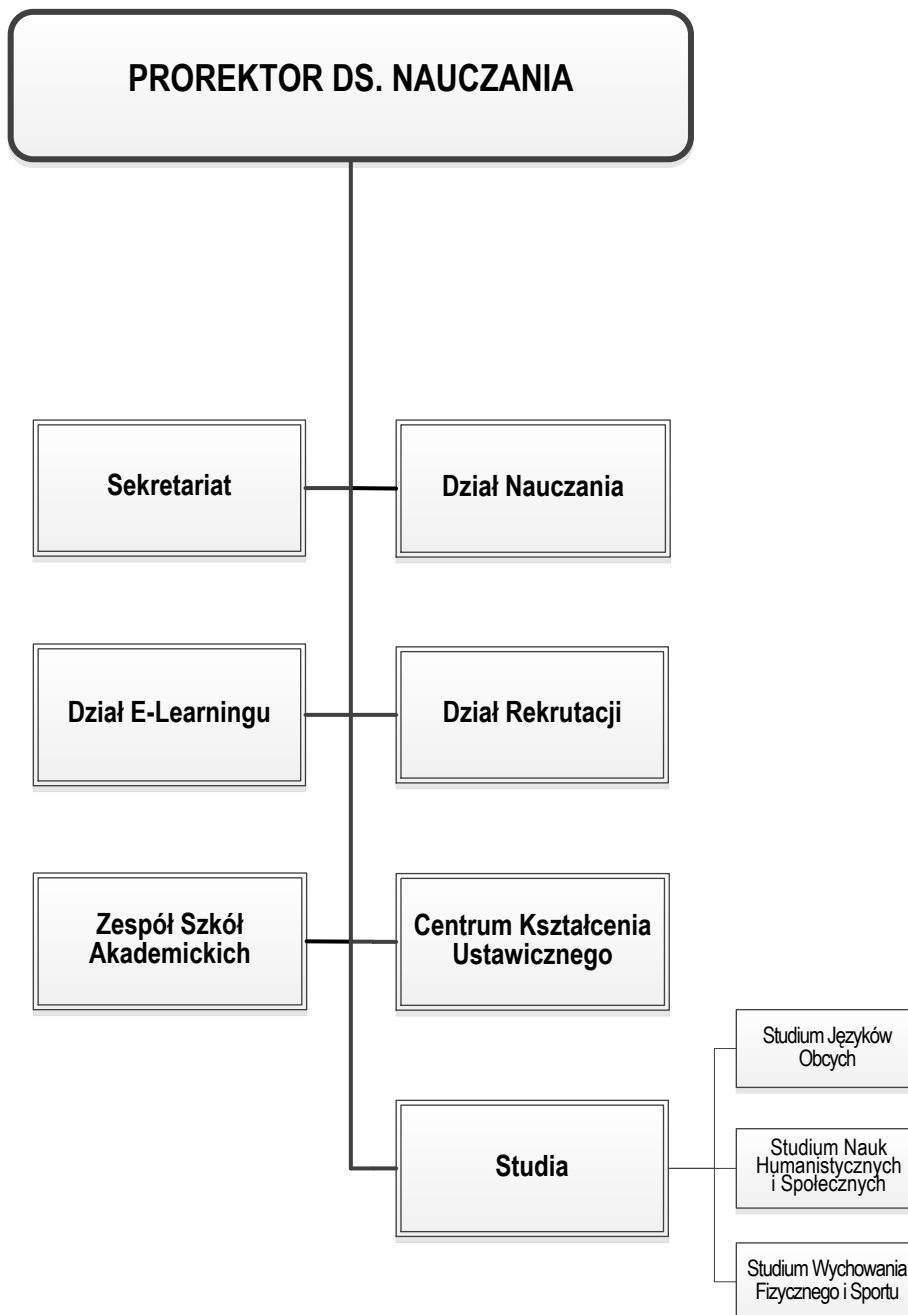 PROREKTOR DS. NAUCZANIA
Sekretariat
Dział Nauczania
Dział E-Learningu
Dział Rekrutacji
Zespół Szkół
Akademickich
Centrum Kształcenia
Ustawicznego
Studia
Studium Języków
Obcych
Studium Nauk
Humanistycznych
i Społecznych
Studium Wychowania
Fizycznego i Sportu